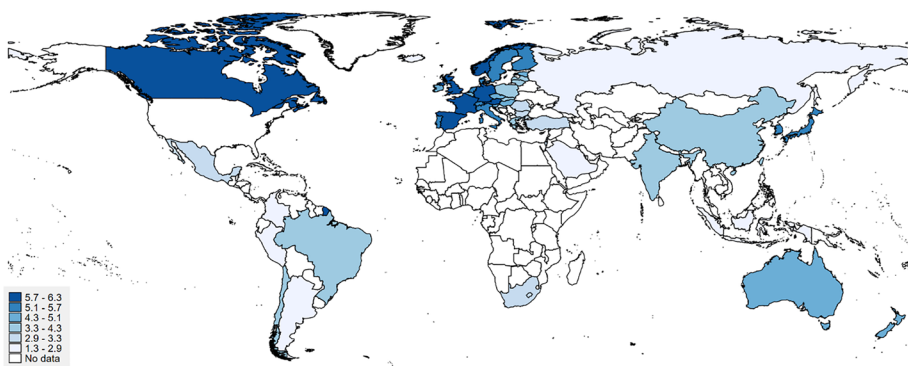 5.7 - 6.3
5.1 - 5.7
4.3 - 5.1
3.3 - 4.3
2.9 - 3.3
1.3 - 2.9
No data